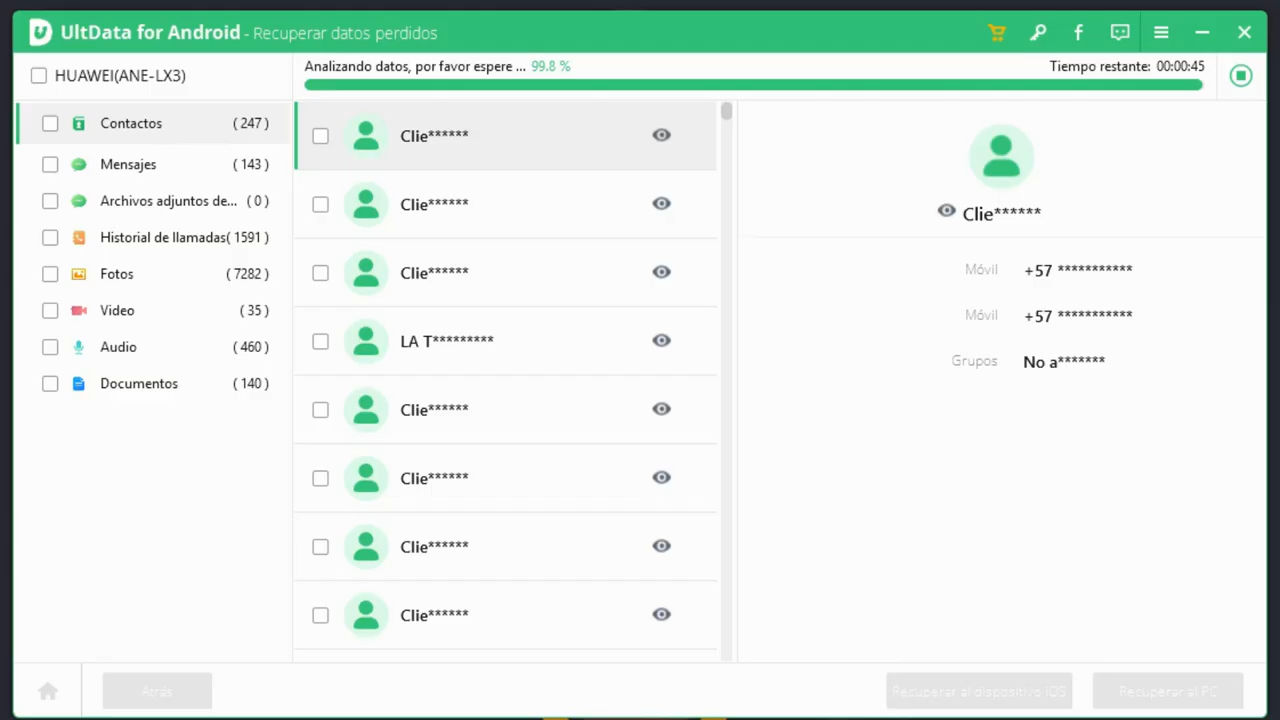 UltData for Android - Recuperar datos perdidos
HUAWEI(ANE-LX3)
Analizando datos, por favor espere ... 99.8 %
Tiempo restante: 00:00:45
Contactos (247)
Mensajes (143)
Archivos adjuntos de... (0)
Historial de llamadas(1591)
Fotos (7282)
Video (35)
Audio (460)
Documentos (140)
Clie******
Clie******
Clie******
LA T*********
Clie******
Clie******
Clie******
Clie******
Clie******
Móvil +57 ***********
Móvil +57 ***********
Grupos No a*******
Atrás
Recuperar al dispositivo iOS
Recuperar al PC